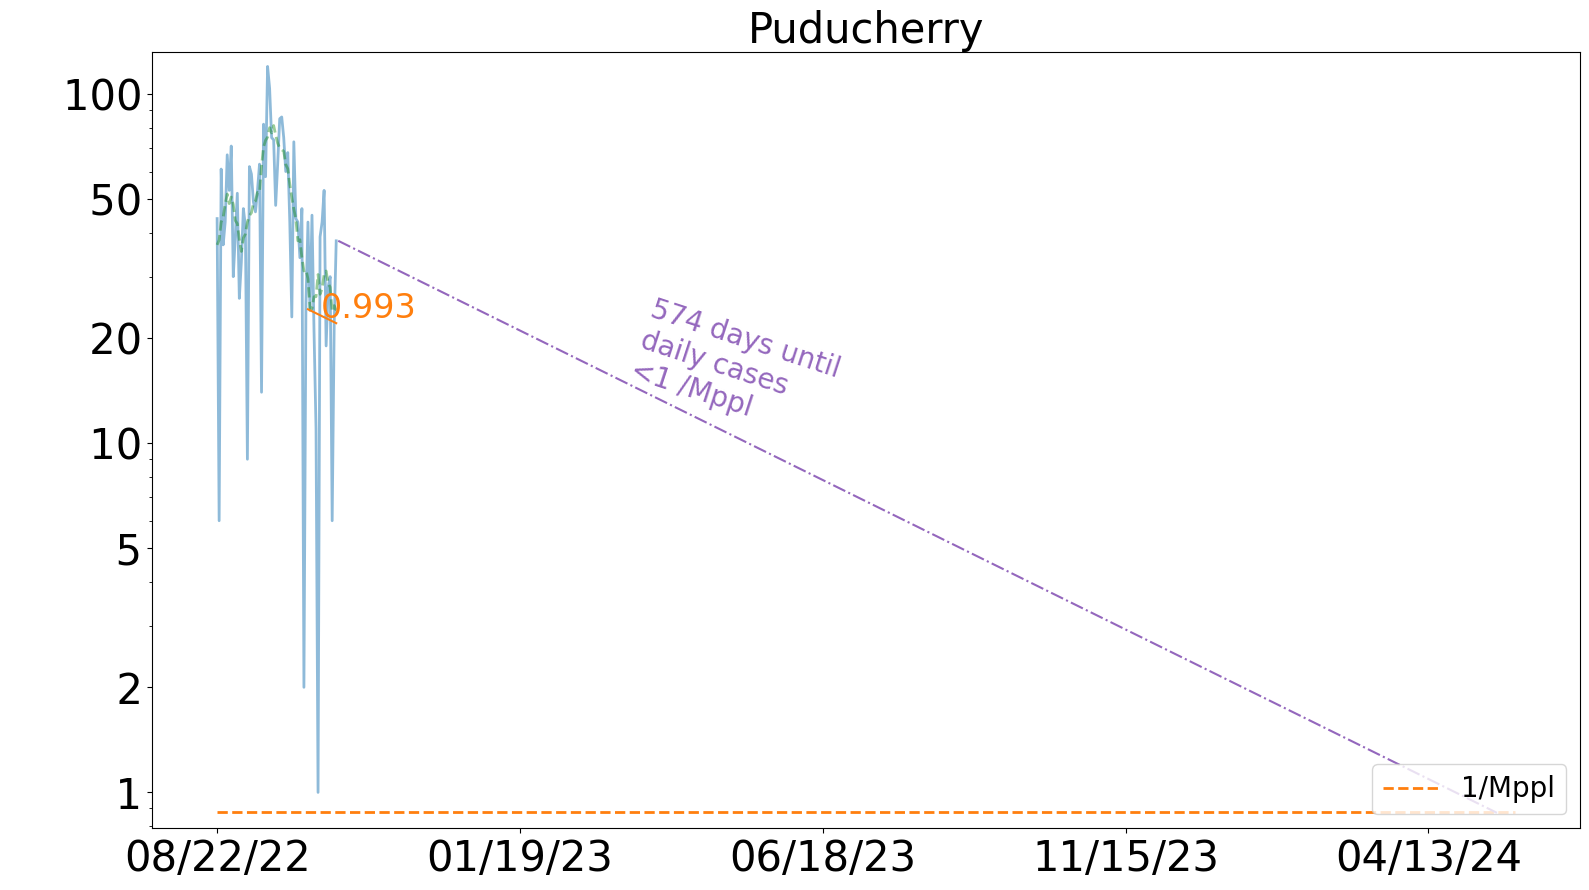 Puducherry
100
50
20
10
5
2
1
0.993
574 days until
daily cases
<1 /Mppl
1/Mppl
08/22/22
01/19/23
06/18/23
11/15/23
04/13/24